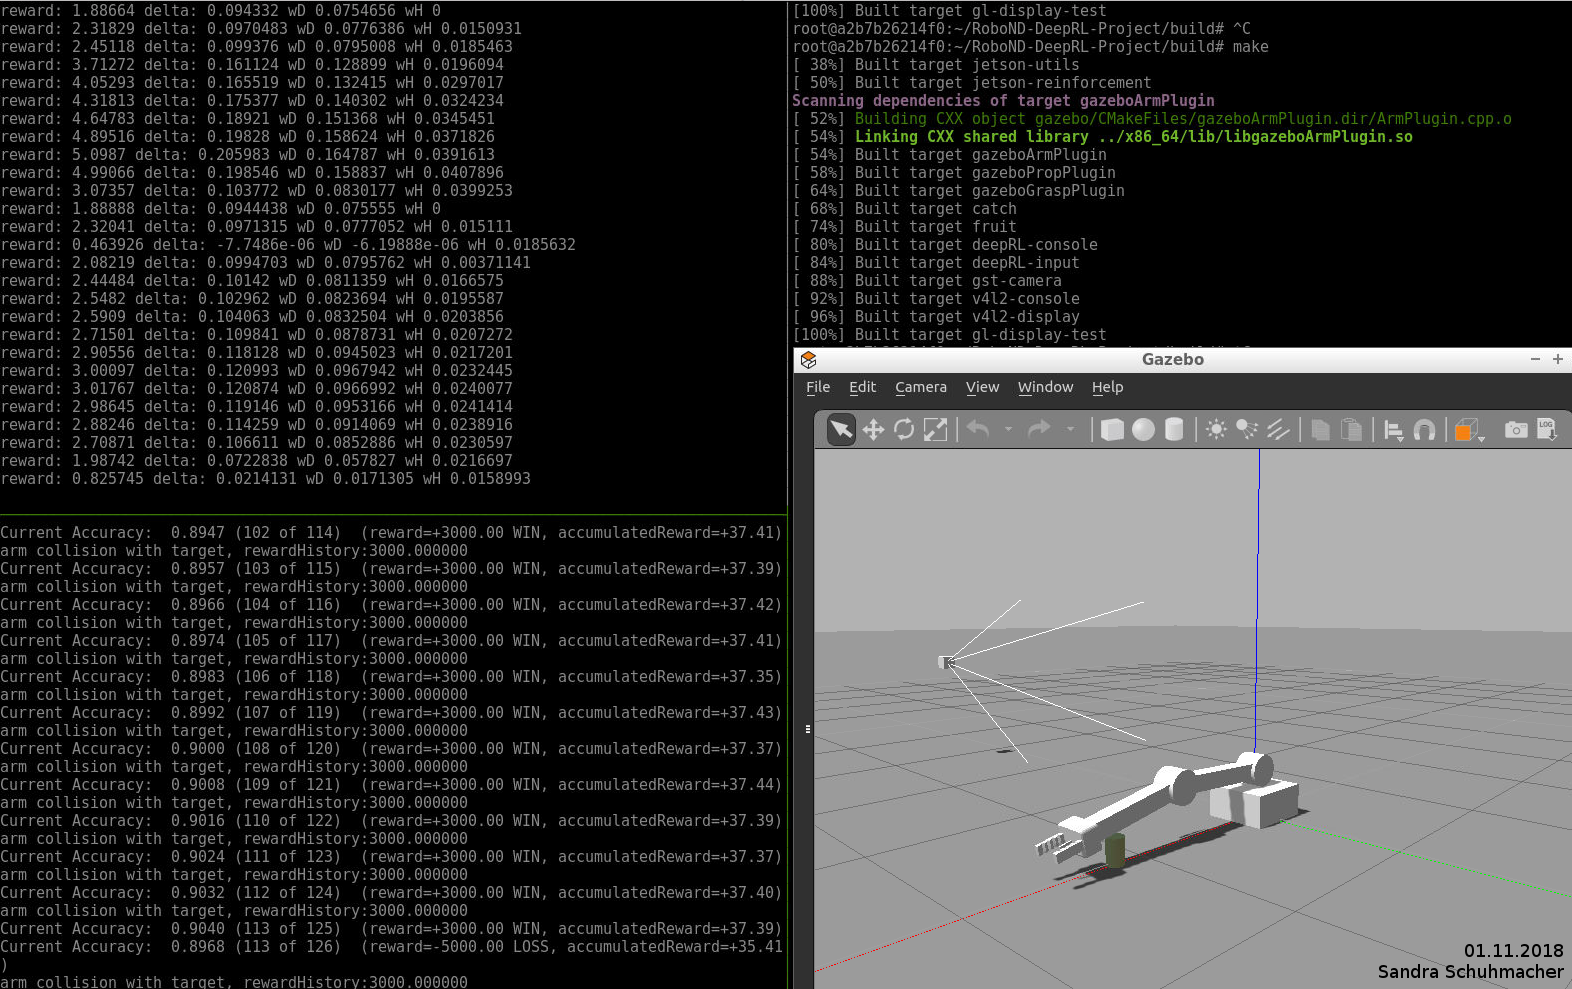 reward: 1.88664 delta: 0.094332 wD 0.0754656 wH 0
reward: 2.31829 delta: 0.0970483 wD 0.0776386 wH 0.0150931
reward: 2.45118 delta: 0.099376 wD 0.0795008 wH 0.0185463
reward: 3.71272 delta: 0.161124 wD 0.128899 wH 0.0196094
reward: 4.05293 delta: 0.165519 wD 0.132415 wH 0.0297017
reward: 4.31813 delta: 0.175377 wD 0.140302 wH 0.0324234
reward: 4.64783 delta: 0.18921 wD 0.151368 wH 0.0345451
reward: 4.89516 delta: 0.19828 wD 0.158624 wH 0.0371826
reward: 5.0987 delta: 0.205983 wD 0.164787 wH 0.0391613
reward: 4.99066 delta: 0.198546 wD 0.158837 wH 0.0407896
reward: 3.07357 delta: 0.103772 wD 0.0830177 wH 0.0399253
reward: 1.88888 delta: 0.0944438 wD 0.075555 wH 0
reward: 2.32041 delta: 0.0971315 wD 0.0777052 wH 0.015111
reward: 0.463926 delta: -7.7486e-06 wD -6.19888e-06 wH 0.0185632
reward: 2.08219 delta: 0.0994703 wD 0.0795762 wH 0.00371141
reward: 2.44484 delta: 0.10142 wD 0.0811359 wH 0.0166575
reward: 2.5482 delta: 0.102962 wD 0.0823694 wH 0.0195587
reward: 2.5909 delta: 0.104063 wD 0.0832504 wH 0.0203856
reward: 2.71501 delta: 0.109841 wD 0.0878731 wH 0.0207272
reward: 2.90556 delta: 0.118128 wD 0.0945023 wH 0.0217201
reward: 3.00097 delta: 0.120993 wD 0.0967942 wH 0.0232445
reward: 3.01767 delta: 0.120874 wD 0.0966992 wH 0.0240077
reward: 2.98645 delta: 0.119146 wD 0.0953166 wH 0.0241414
reward: 2.88246 delta: 0.114259 wD 0.0914069 wH 0.0238916
reward: 2.70871 delta: 0.106611 wD 0.0852886 wH 0.0230597
reward: 1.98742 delta: 0.0722838 wD 0.057827 wH 0.0216697
reward: 0.825745 delta: 0.0214131 wD 0.0171305 wH 0.0158993
Current Accuracy:  0.8947 (102 of 114)  (reward=+3000.00 WIN, accumulatedReward=+37.41)
arm collision with target, rewardHistory:3000.000000
Current Accuracy:  0.8957 (103 of 115)  (reward=+3000.00 WIN, accumulatedReward=+37.39)
arm collision with target, rewardHistory:3000.000000
Current Accuracy:  0.8966 (104 of 116)  (reward=+3000.00 WIN, accumulatedReward=+37.42)
arm collision with target, rewardHistory:3000.000000
Current Accuracy:  0.8974 (105 of 117)  (reward=+3000.00 WIN, accumulatedReward=+37.41)
arm collision with target, rewardHistory:3000.000000
Current Accuracy:  0.8983 (106 of 118)  (reward=+3000.00 WIN, accumulatedReward=+37.35)
arm collision with target, rewardHistory:3000.000000
Current Accuracy:  0.8992 (107 of 119)  (reward=+3000.00 WIN, accumulatedReward=+37.43)
arm collision with target, rewardHistory:3000.000000
Current Accuracy:  0.9000 (108 of 120)  (reward=+3000.00 WIN, accumulatedReward=+37.37)
arm collision with target, rewardHistory:3000.000000
Current Accuracy:  0.9008 (109 of 121)  (reward=+3000.00 WIN, accumulatedReward=+37.44)
arm collision with target, rewardHistory:3000.000000
Current Accuracy:  0.9016 (110 of 122)  (reward=+3000.00 WIN, accumulatedReward=+37.39)
arm collision with target, rewardHistory:3000.000000
Current Accuracy:  0.9024 (111 of 123)  (reward=+3000.00 WIN, accumulatedReward=+37.37)
arm collision with target, rewardHistory:3000.000000
Current Accuracy:  0.9032 (112 of 124)  (reward=+3000.00 WIN, accumulatedReward=+37.40)
arm collision with target, rewardHistory:3000.000000
Current Accuracy:  0.9040 (113 of 125)  (reward=+3000.00 WIN, accumulatedReward=+37.39)
Current Accuracy:  0.8968 (113 of 126)  (reward=-5000.00 LOSS, accumulatedReward=+35.41
)
arm collision with target, rewardHistory:3000.000000
[100%] Built target gl-display-test
root@a2b7b26214f0:~/RoboND-DeepRL-Project/build# ^C
root@a2b7b26214f0:~/RoboND-DeepRL-Project/build# make
[ 38%] Built target jetson-utils
[ 50%] Built target jetson-reinforcement
Scanning dependencies of target gazeboArmPlugin
[ 52%] Building CXX object gazebo/CMakeFiles/gazeboArmPlugin.dir/ArmPlugin.cpp.o
[ 54%] Linking CXX shared library ../x86_64/lib/libgazeboArmPlugin.so
[ 54%] Built target gazeboArmPlugin
[ 58%] Built target gazeboPropPlugin
[ 64%] Built target gazeboGraspPlugin
[ 68%] Built target catch
[ 74%] Built target fruit
[ 80%] Built target deepRL-console
[ 84%] Built target deepRL-input
[ 88%] Built target gst-camera
[ 92%] Built target v4l2-console
[ 96%] Built target v4l2-display
[100%] Built target gl-display-test
Gazebo
File Edit Camera View Window Help
LOG
01.11.2018
Sandra Schuhmacher